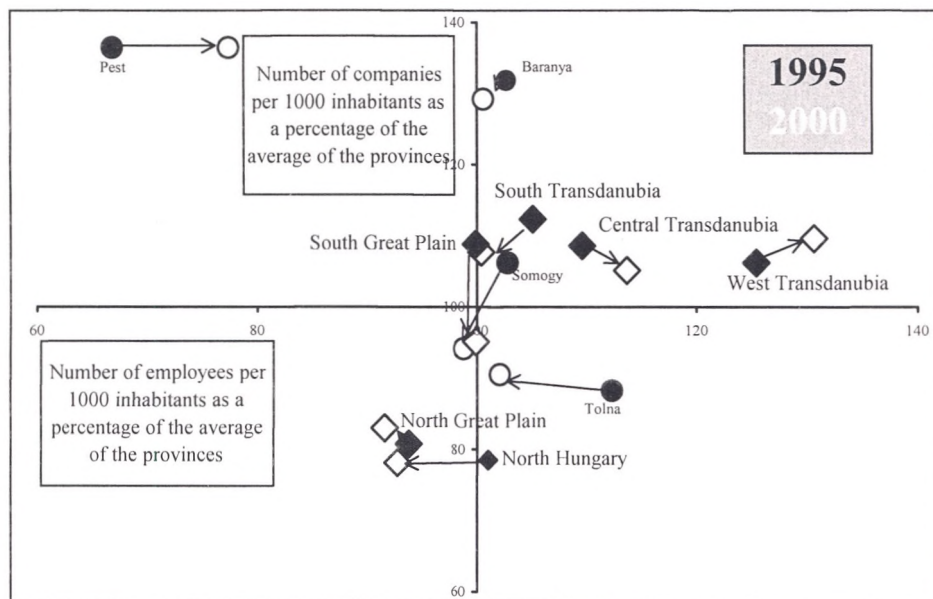 140
Pest
Number of companies
per 1000 inhabitants as
a percentage of the
average of the provinces
Baranya
1995
2000
120
South Transdanubia
Central Transdanubia
South Great Plain
Somogy
West Transdanubia
60
80
100
100
120
140
Number of employees per
1000 inhabitants as a
percentage of the average
of the provinces
Tolna
North Great Plain
80
North Hungary
60